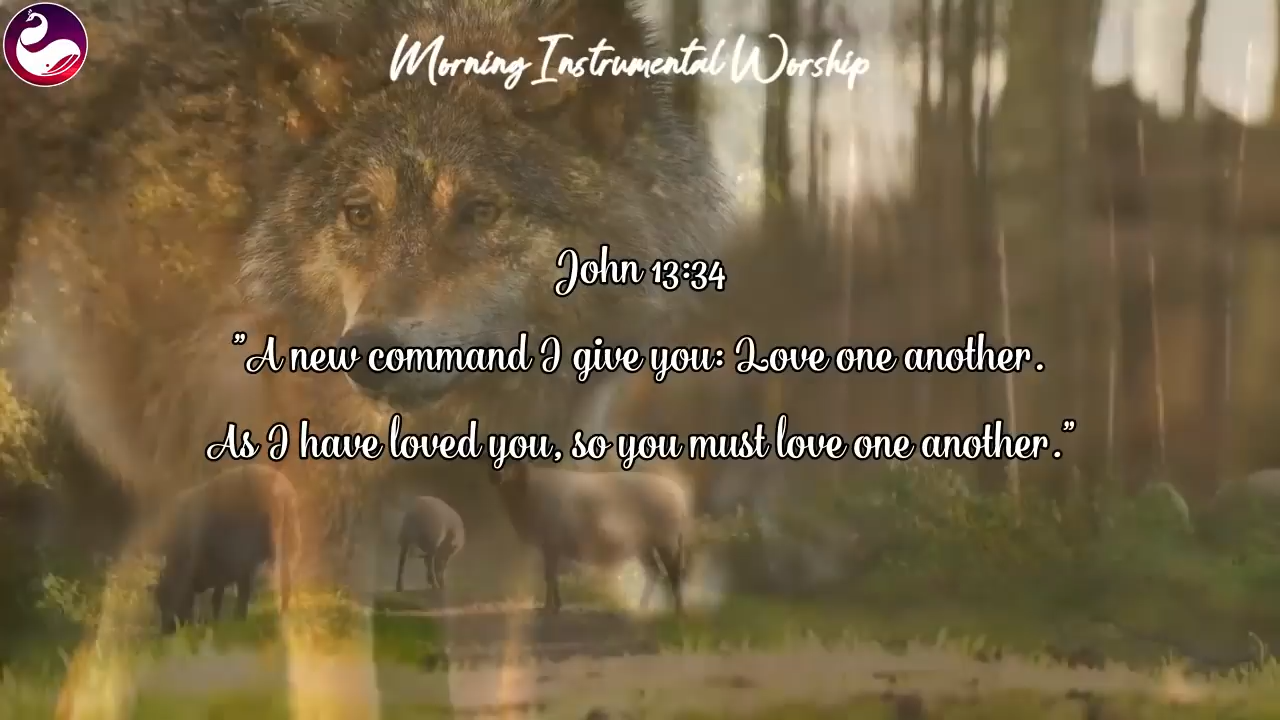 Morning Instrumental Worship
John 13:34
"A new command I give you: Love one another.
As I have loved you, so you must love one another."